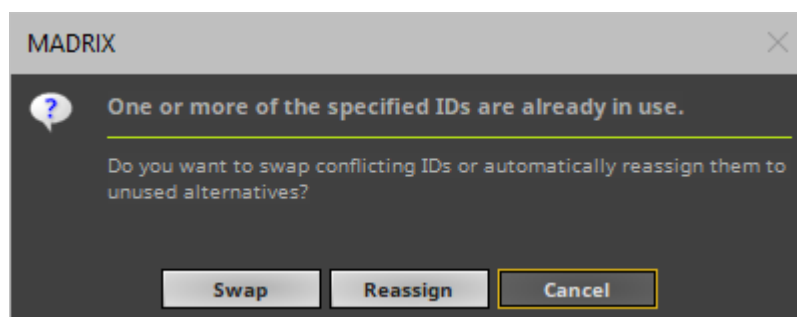 MADRIX
One or more of the specified IDs are already in use.
Do you want to swap conflicting IDs or automatically reassign them to
unused alternatives?
Swap Reassign Cancel